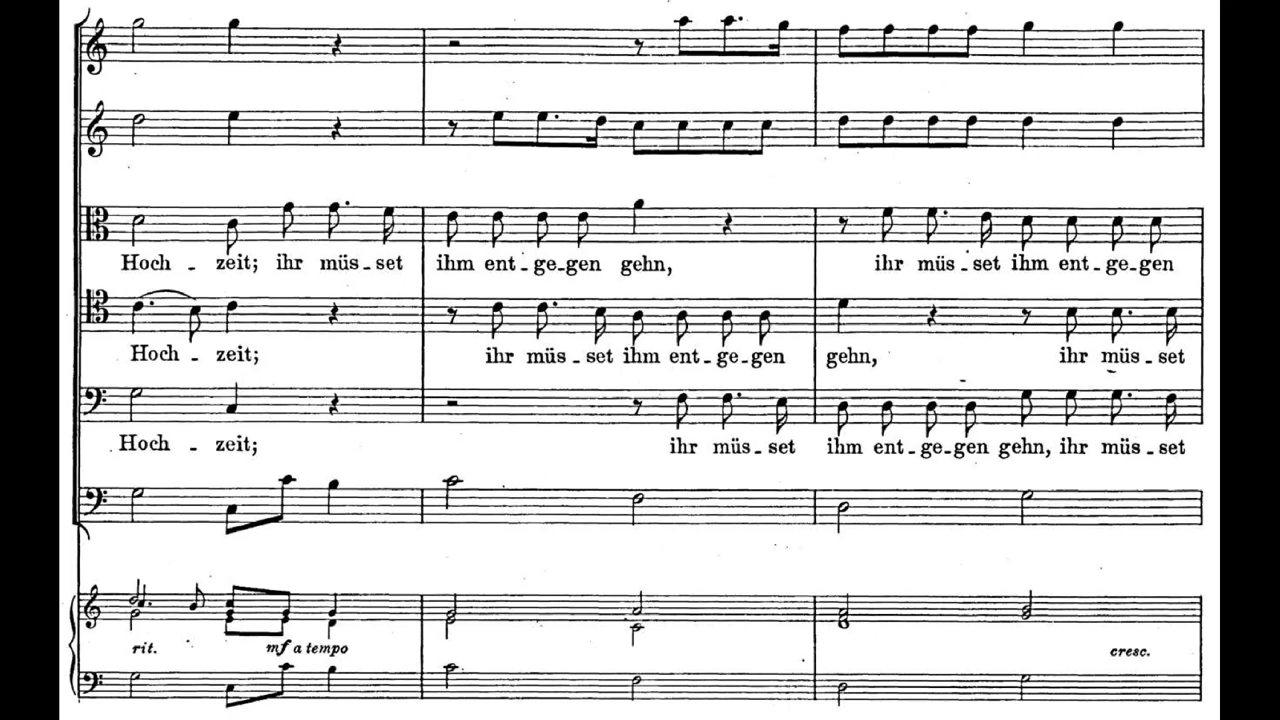 Hoch - zeit; ihr müs - set ihm ent - ge - gen gehn, ihr müs - set ihm ent - ge - gen
Hoch - zeit; ihr müs - set ihm ent - ge - gen gehn, ihr müs - set
Hoch - zeit; ihr müs - set ihm ent - ge - gen gehn, ihr müs - set
rit. mf a tempo cresc.